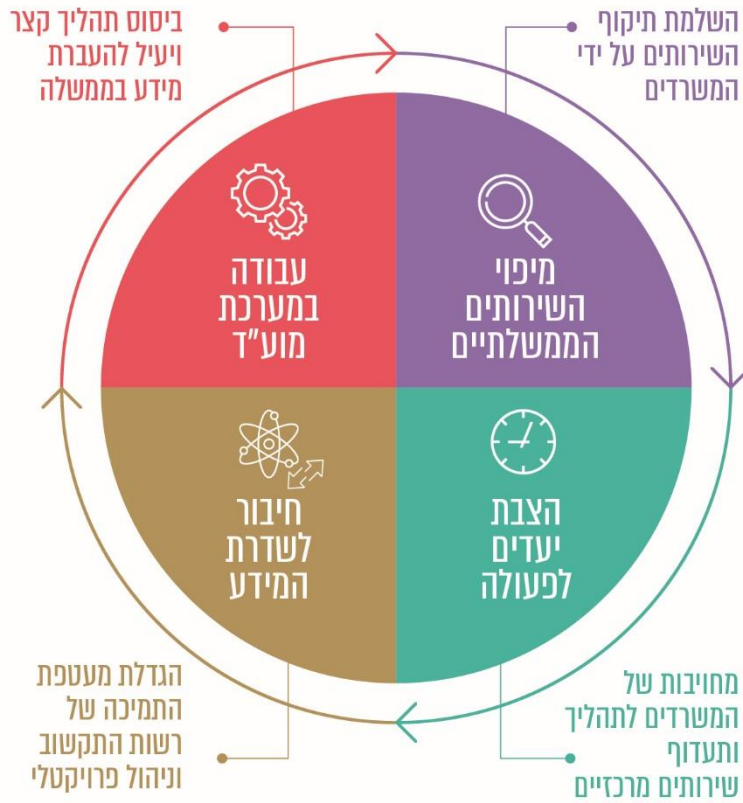 השלמת תיקוף
השירותים על ידי
המשרדים
ביסוס תהליך קצר
ויעיל להעברת
מידע בממשלה
מיפוי
השירותים
הממשלתיים
עבודה
במערכת
מוע"ד
הצבת
יעדים
לפעולה
חיבור
לשדרת
המידע
מחויבות של
המשרדים לתהליך
ותעדוף
שירותים מרכזיים
הגדלת מעטפת
התמיכה של
רשות התקשוב
וניהול פרויקטלי